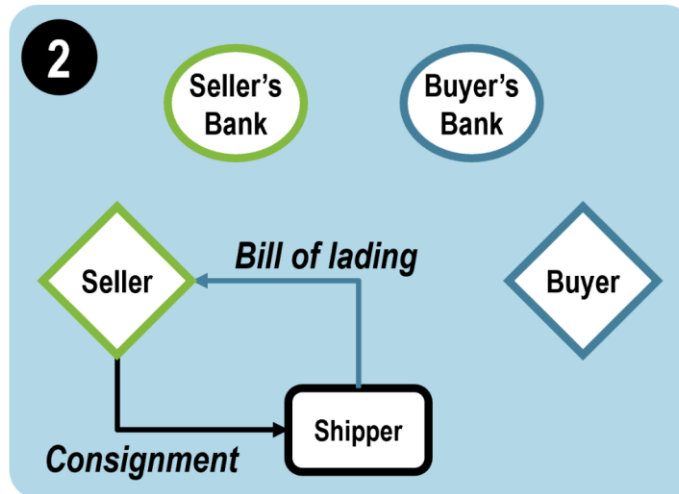 2
Seller's
Bank
Buyer's
Bank
Bill of lading
Seller
Buyer
Shipper
Consignment